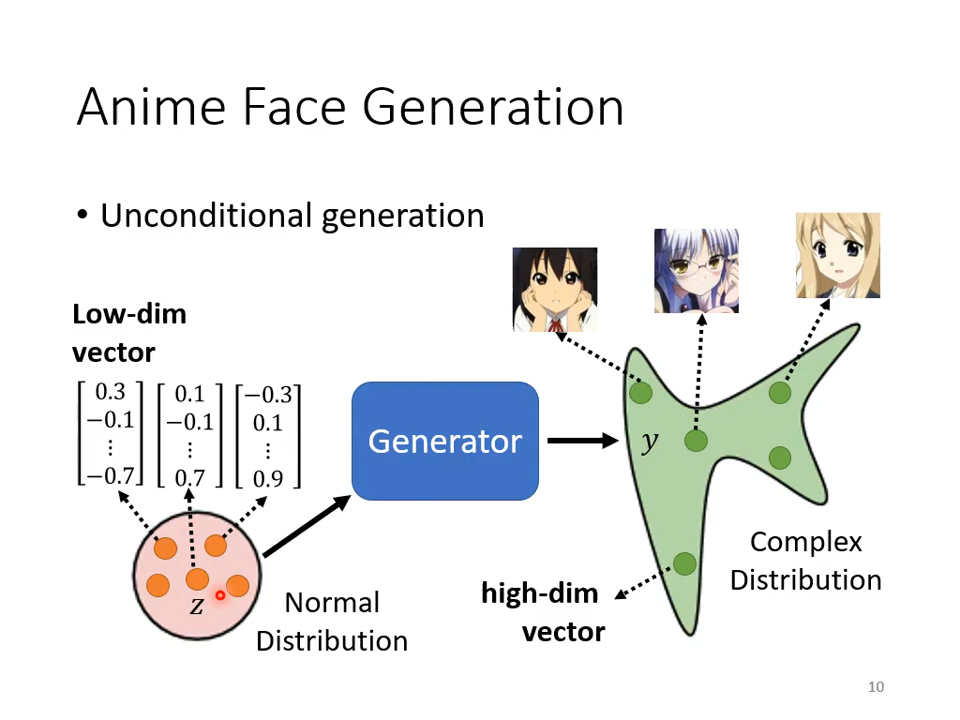 Anime Face Generation
• Unconditional generation
Low-dim
vector
0.3
−0.1
⋮
−0.7
0.1
−0.1
⋮
0.7
−0.3
0.1
⋮
0.9
Generator
y
z
Normal
Distribution
Complex
Distribution
high-dim
vector
10